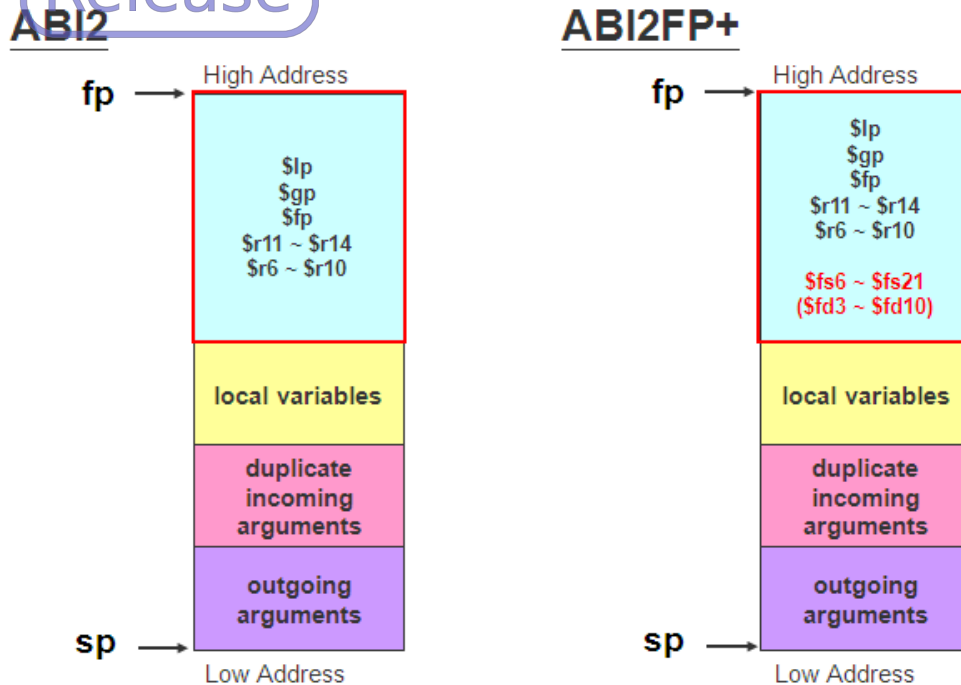 Release
ABI2
fp
High Address
$lp
$gp
$fp
$r11 ~ $r14
$r6 ~ $r10
local variables
duplicate
incoming
arguments
outgoing
arguments
sp
Low Address
ABI2FP+
fp
High Address
$lp
$gp
$fp
$r11 ~ $r14
$r6 ~ $r10
$fs6 ~ $fs21
($fd3 ~ $fd10)
local variables
duplicate
incoming
arguments
outgoing
arguments
sp
Low Address